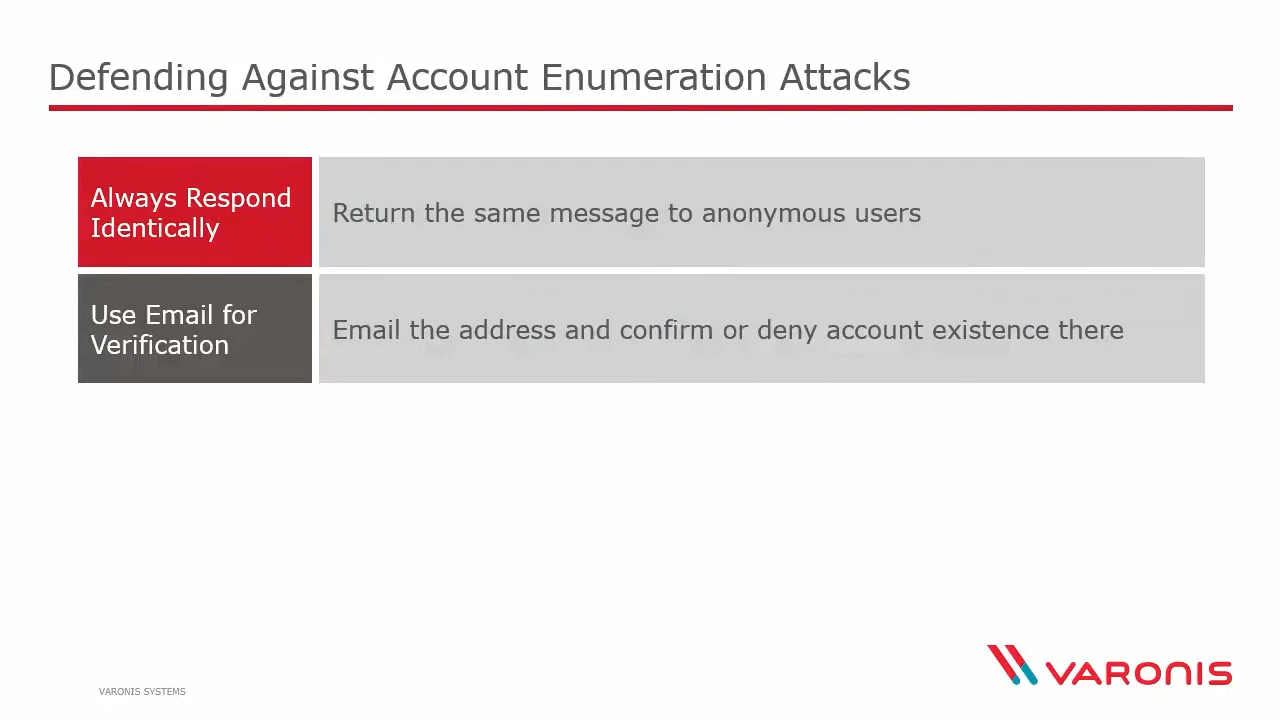 Defending Against Account Enumeration Attacks
Always Respond
Identically
Return the same message to anonymous users
Use Email for
Verification
Email the address and confirm or deny account existence there
VARONIS SYSTEMS
VARONIS